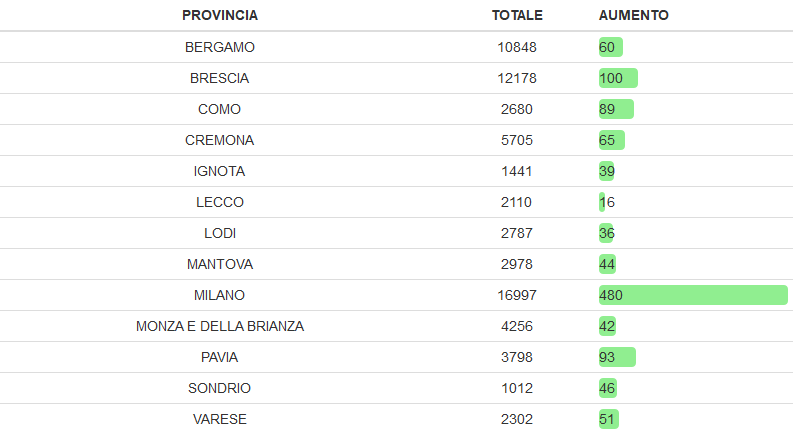 PROVINCIA TOTALE AUMENTO
BERGAMO 10848 60
BRESCIA 12178 100
COMO 2680 89
CREMONA 5705 65
IGNOTA 1441 39
LECCO 2110 16
LODI 2787 36
MANTOVA 2978 44
MILANO 16997 480
MONZA E DELLA BRIANZA 4256 42
PAVIA 3798 93
SONDRIO 1012 46
VARESE 2302 51